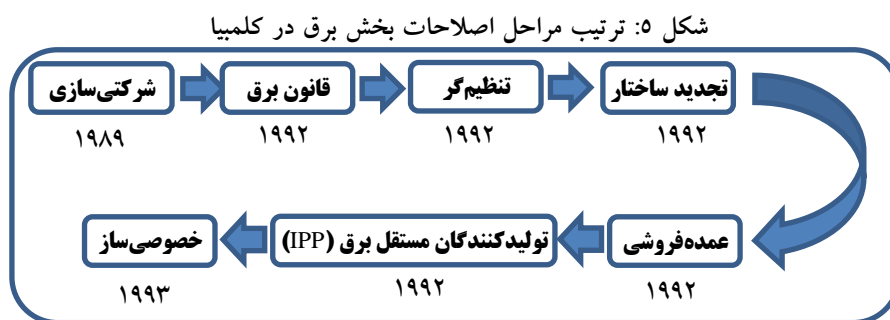 شکل ۵: ترتیب مراحل اصلاحات بخش برق در کلمبیا
شرکتی‌سازی
قانون برق
تنظیم‌گر
تجدید ساختار
۱۹۸۹
۱۹۹۲
۱۹۹۲
۱۹۹۲
عمده‌فروشی
تولیدکنندگان مستقل برق (IPP)
خصوصی‌ساز
۱۹۹۲
۱۹۹۲
۱۹۹۳